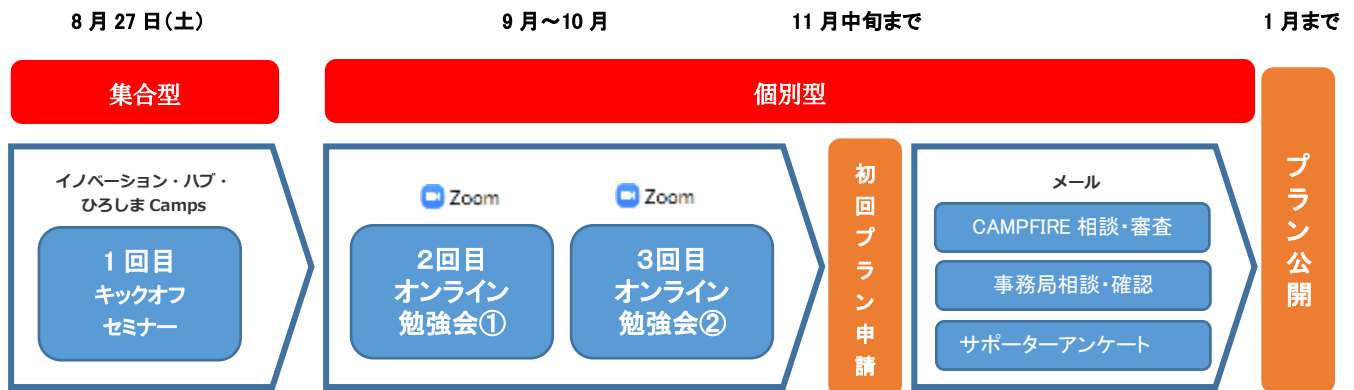 8月27日(土)
9月～10月
11月中旬まで
1月まで
集合型
個別型
イノベーション・ハブ・
ひろしま Camps
1回目
キックオフ
セミナー
Zoom
2回目
オンライン
勉強会①
Zoom
3回目
オンライン
勉強会②
初回プラン申請
メール
CAMPFIRE 相談・審査
事務局相談・確認
サポーターアンケート
プラン公開